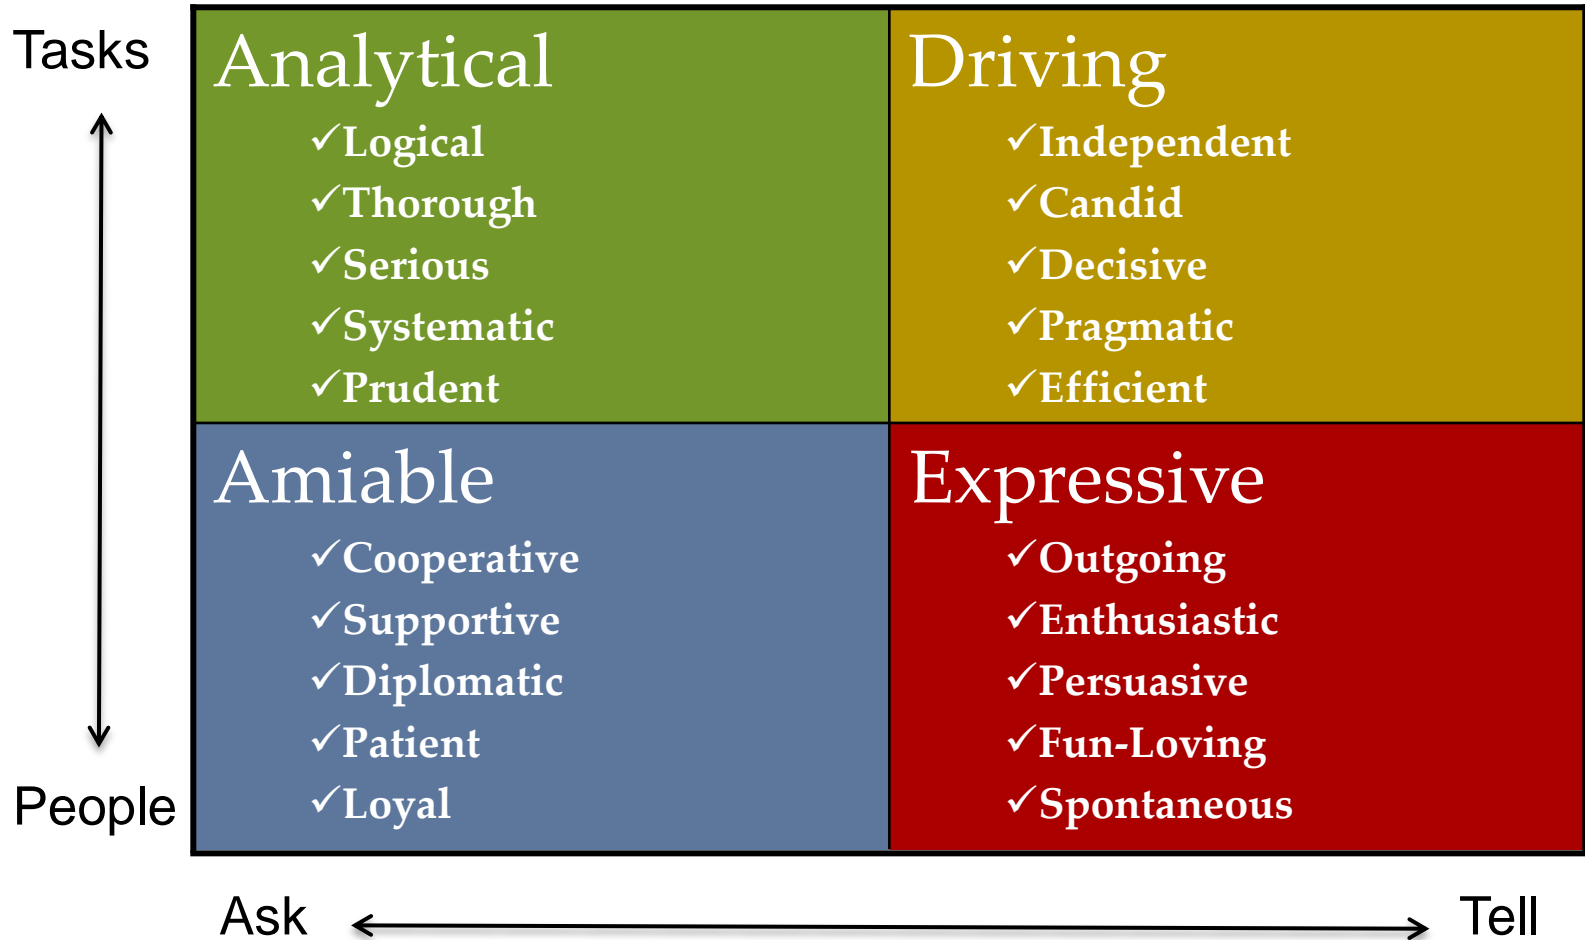 Tasks
Analytical
✓Logical
✓Thorough
✓Serious
✓Systematic
✓Prudent
Driving
✓Independent
✓Candid
✓Decisive
✓Pragmatic
✓Efficient
Amiable
✓Cooperative
✓Supportive
✓Diplomatic
✓Patient
✓Loyal
Expressive
✓Outgoing
✓Enthusiastic
✓Persuasive
✓Fun-Loving
✓Spontaneous
People
Ask
Tell